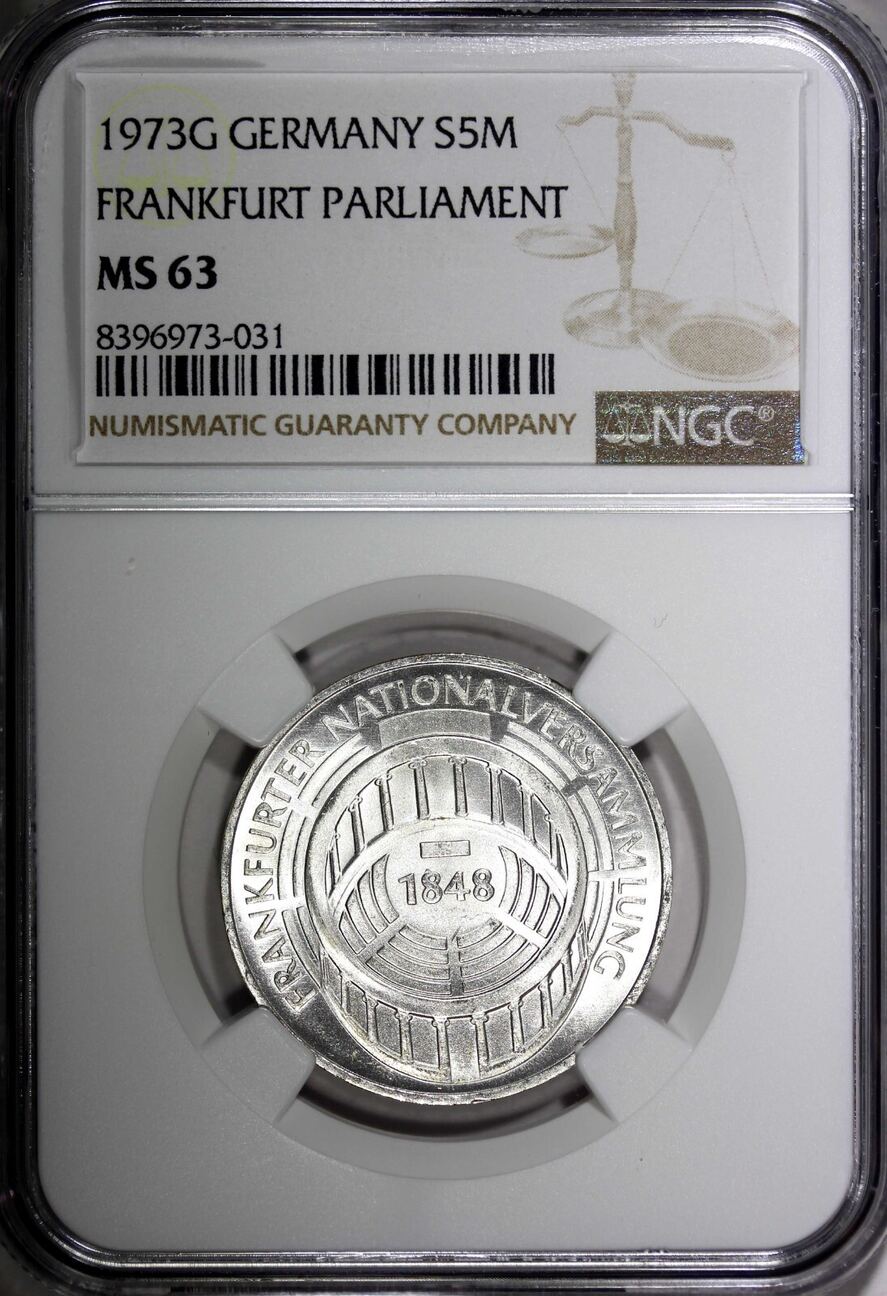 1973G GERMANY S5M
FRANKFURT PARLIAMENT
MS 63
8396973-031
NUMISMATIC GUARANTY COMPANY
NGC®
FRANKFURTER NATIONALVERSAMMLUNG
1848